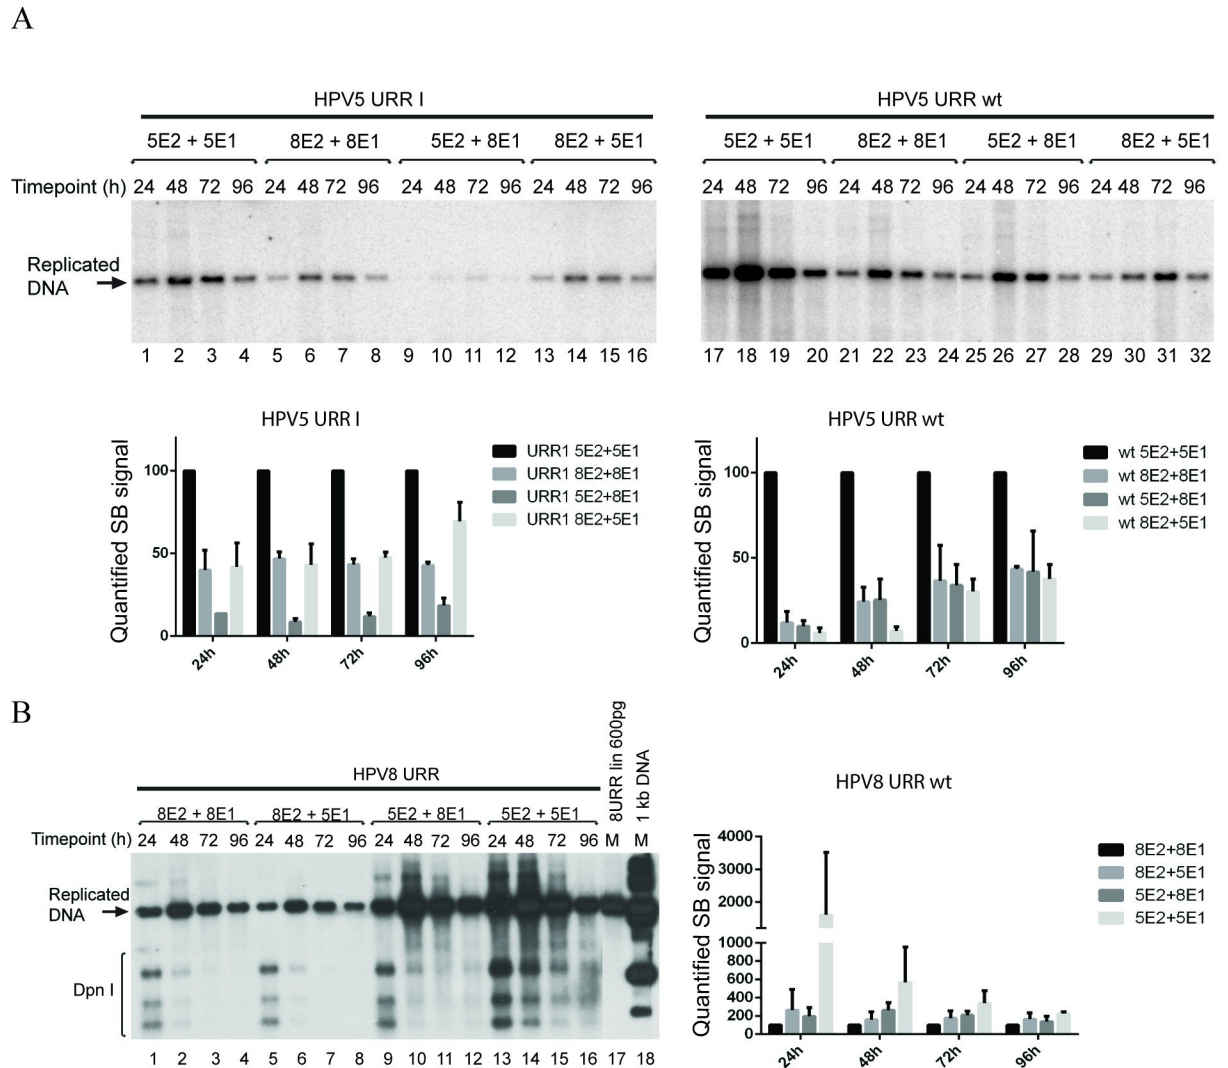 A
HPV5 URR I
5E2 + 5E1 8E2 + 8E1 5E2 + 8E1 8E2 + 5E1
Timepoint (h) 24 48 72 96 24 48 72 96 24 48 72 96 24 48 72 96
Replicated
DNA
1 2 3 4 5 6 7 8 9 10 11 12 13 14 15 16
HPV5 URR wt
5E2 + 5E1 8E2 + 8E1 5E2 + 8E1 8E2 + 5E1
24 48 72 96 24 48 72 96 24 48 72 96 24 48 72 96
17 18 19 20 21 22 23 24 25 26 27 28 29 30 31 32
HPV5 URR I
Quantified SB signal
100
50
0
24h 48h 72h 96h
URR1 5E2+5E1
URR1 8E2+8E1
URR1 5E2+8E1
URR1 8E2+5E1
HPV5 URR wt
Quantified SB signal
100
50
0
24h 48h 72h 96h
wt 5E2+5E1
wt 8E2+8E1
wt 5E2+8E1
wt 8E2+5E1
B
HPV8 URR
8E2 + 8E1 8E2 + 5E1 5E2 + 8E1 5E2 + 5E1
8URR lin 600pg
1 kb DNA
Timepoint (h) 24 48 72 96 24 48 72 96 24 48 72 96 24 48 72 96 M M
Replicated
DNA
Dpn I
1 2 3 4 5 6 7 8 9 10 11 12 13 14 15 16 17 18
HPV8 URR wt
Quantified SB signal
4000
3000
2000
1000
800
600
400
200
0
24h 48h 72h 96h
8E2+8E1
8E2+5E1
5E2+8E1
5E2+5E1